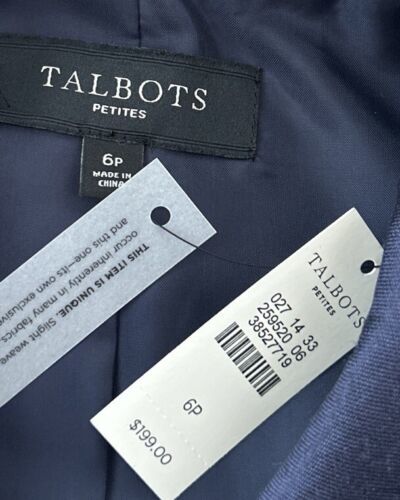 TALBOTS
PETITES
6P
MADE IN
CHINA
THIS ITEM IS UNIQUE. Slight weave
occur inherently in many fabrics,
and this one—its own exclusive
TALBOTS
PETITES
027 14 33
259520 06
38527719
6P
$199.00